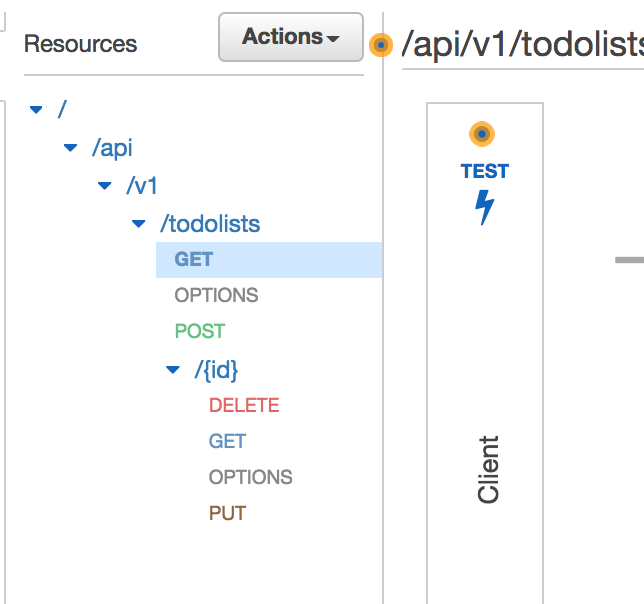 Resources
Actions
/
/api
/v1
/todolists
GET
OPTIONS
POST
/{id}
DELETE
GET
OPTIONS
PUT
/api/v1/todolists
TEST
Client